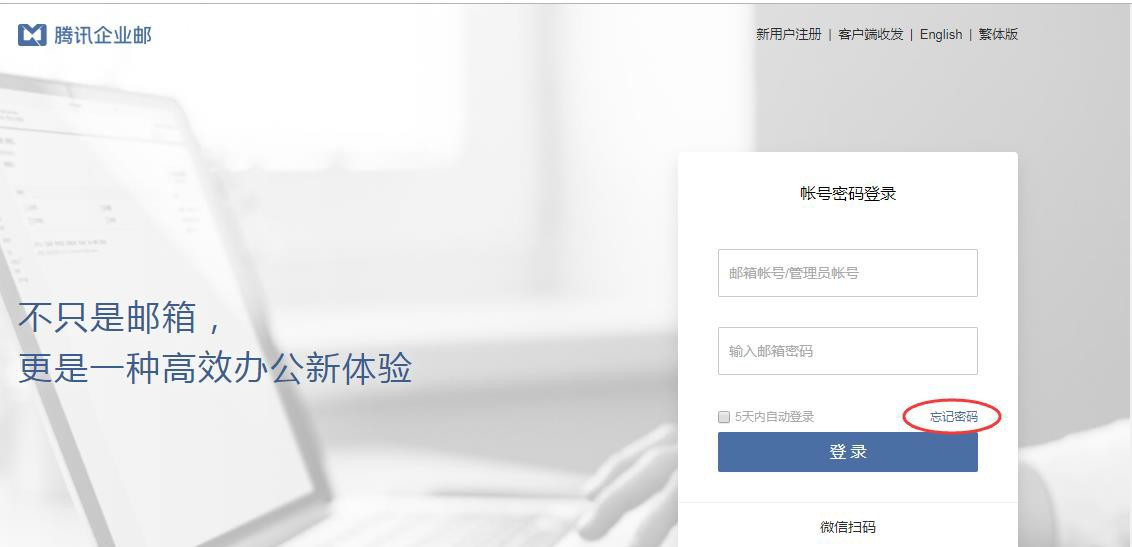 腾讯企业邮
新用户注册 | 客户端收发 | English | 繁体版
帐号密码登录
邮箱帐号/管理员帐号
不只是邮箱，
更是一种高效办公新体验
输入邮箱密码
5天内自动登录 忘记密码
登 录
微信扫码